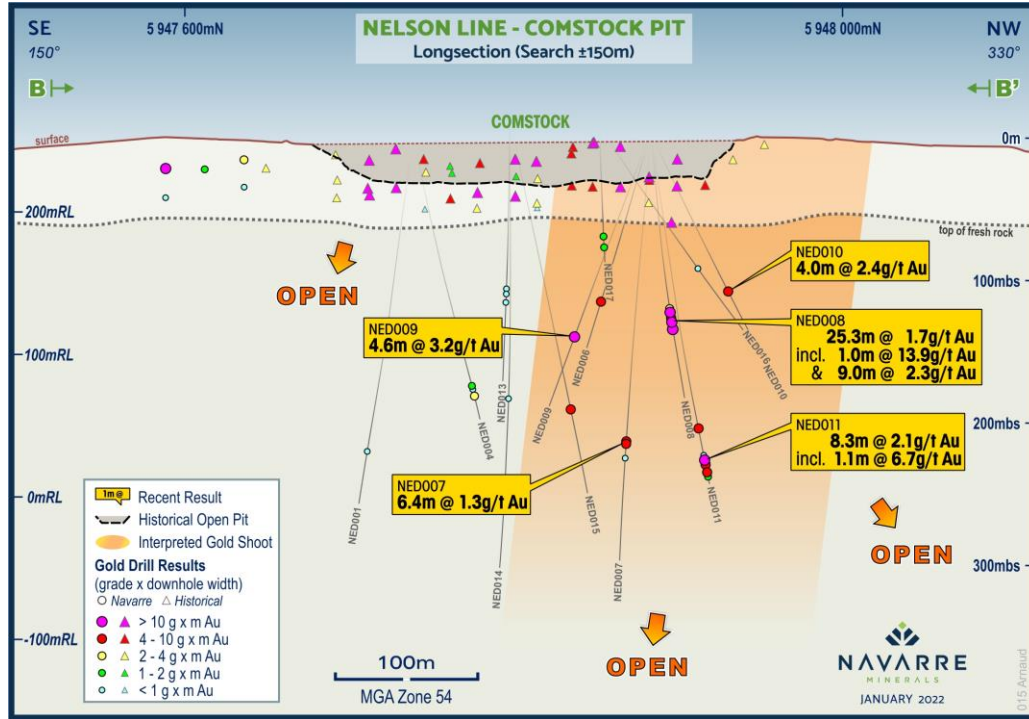 SE
150°
5 947 600mN
NELSON LINE - COMSTOCK PIT
Longsection (Search ±150m)
5 948 000mN
NW
330°
B
B'
COMSTOCK
surface
0m
200mRL
top of fresh rock
OPEN
NED010
4.0m @ 2.4g/t Au
100mbs
NED017
NED009
4.6m @ 3.2g/t Au
NED008
25.3m @ 1.7g/t Au
incl. 1.0m @ 13.9g/t Au
& 9.0m @ 2.3g/t Au
100mRL
NED006
NED016
NED010
NED013
NED009
NED004
NED008
200mbs
NED011
8.3m @ 2.1g/t Au
incl. 1.1m @ 6.7g/t Au
NED007
6.4m @ 1.3g/t Au
0mRL
NED001
NED015
NED011
NED014
NED007
OPEN
300mbs
1m @
Recent Result
Historical Open Pit
Interpreted Gold Shoot
Gold Drill Results
(grade x downhole width)
Navarre Historical
> 10 g x m Au
4 - 10 g x m Au
2 - 4 g x m Au
1 - 2 g x m Au
< 1 g x m Au
-100mRL
100m
MGA Zone 54
OPEN
NAVARRE
MINERALS
JANUARY 2022
015 Arnaud